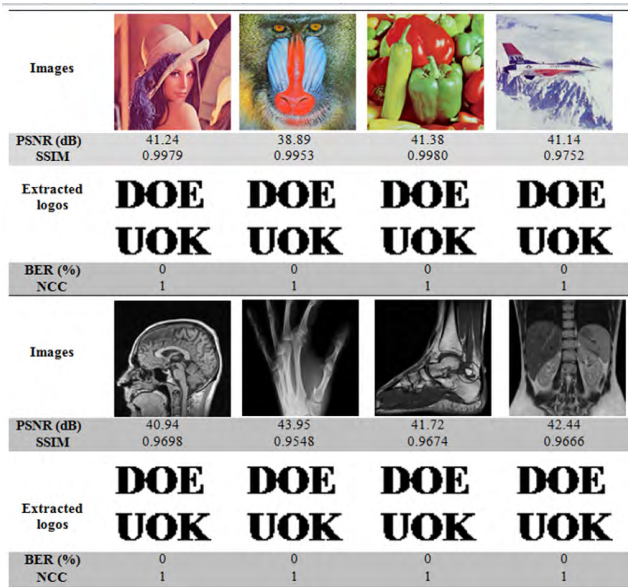 Images
PSNR (dB) 41.24 38.89 41.38 41.14
SSIM 0.9979 0.9953 0.9980 0.9752
Extracted logos
DOE DOE DOE DOE
UOK UOK UOK UOK
BER (%) 0 0 0 0
NCC 1 1 1 1
Images
PSNR (dB) 40.94 43.95 41.72 42.44
SSIM 0.9698 0.9548 0.9674 0.9666
Extracted logos
DOE DOE DOE DOE
UOK UOK UOK UOK
BER (%) 0 0 0 0
NCC 1 1 1 1